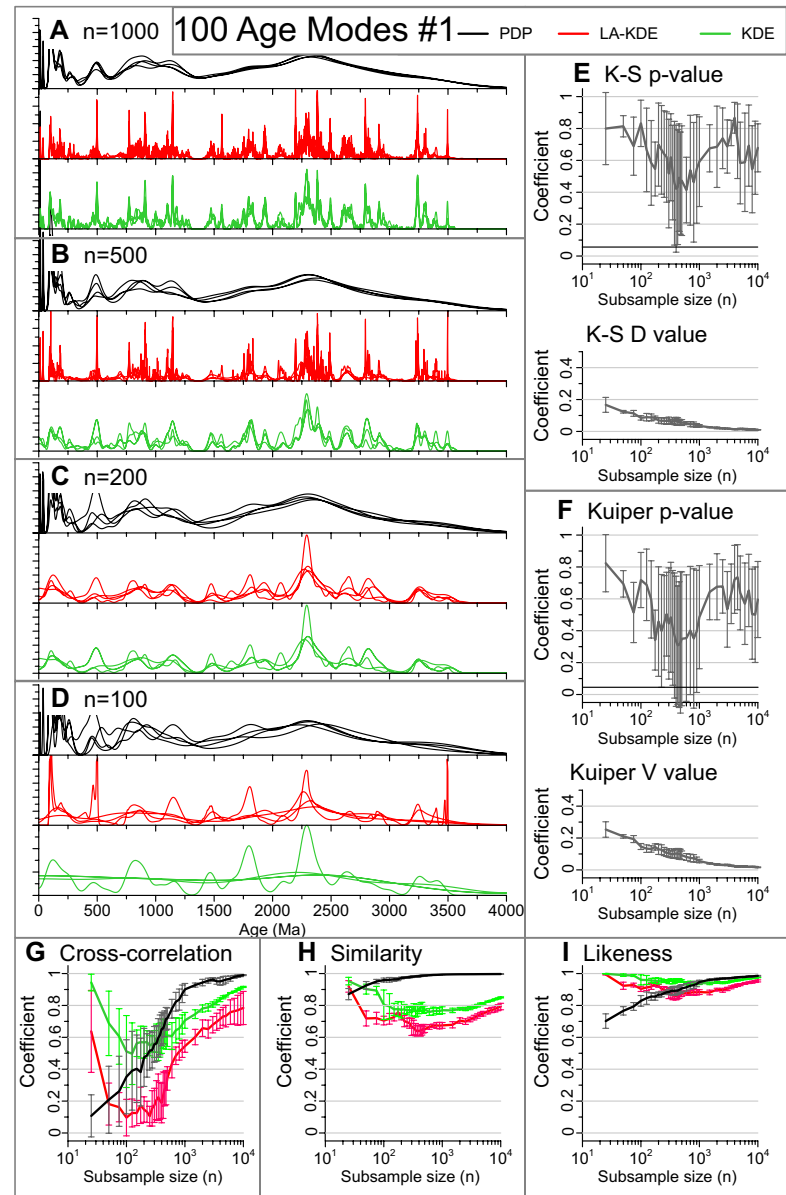 100 Age Modes #1
PDP
LA-KDE
KDE
A n=1000
B n=500
C n=200
D n=100
0 500 1000 1500 2000 2500 3000 3500 4000
Age (Ma)
E K-S p-value
Coefficient
0 0.2 0.4 0.6 0.8 1
10^1 10^2 10^3 10^4
Subsample size (n)
K-S D value
Coefficient
0 0.2 0.4
10^1 10^2 10^3 10^4
Subsample size (n)
F Kuiper p-value
Coefficient
0 0.2 0.4 0.6 0.8 1
10^1 10^2 10^3 10^4
Subsample size (n)
Kuiper V value
Coefficient
0 0.2 0.4
10^1 10^2 10^3 10^4
Subsample size (n)
G Cross-correlation
Coefficient
0 0.2 0.4 0.6 0.8 1
10^1 10^2 10^3 10^4
Subsample size (n)
H Similarity
Coefficient
0 0.2 0.4 0.6 0.8 1
10^1 10^2 10^3 10^4
Subsample size (n)
I Likeness
Coefficient
0 0.2 0.4 0.6 0.8 1
10^1 10^2 10^3 10^4
Subsample size (n)